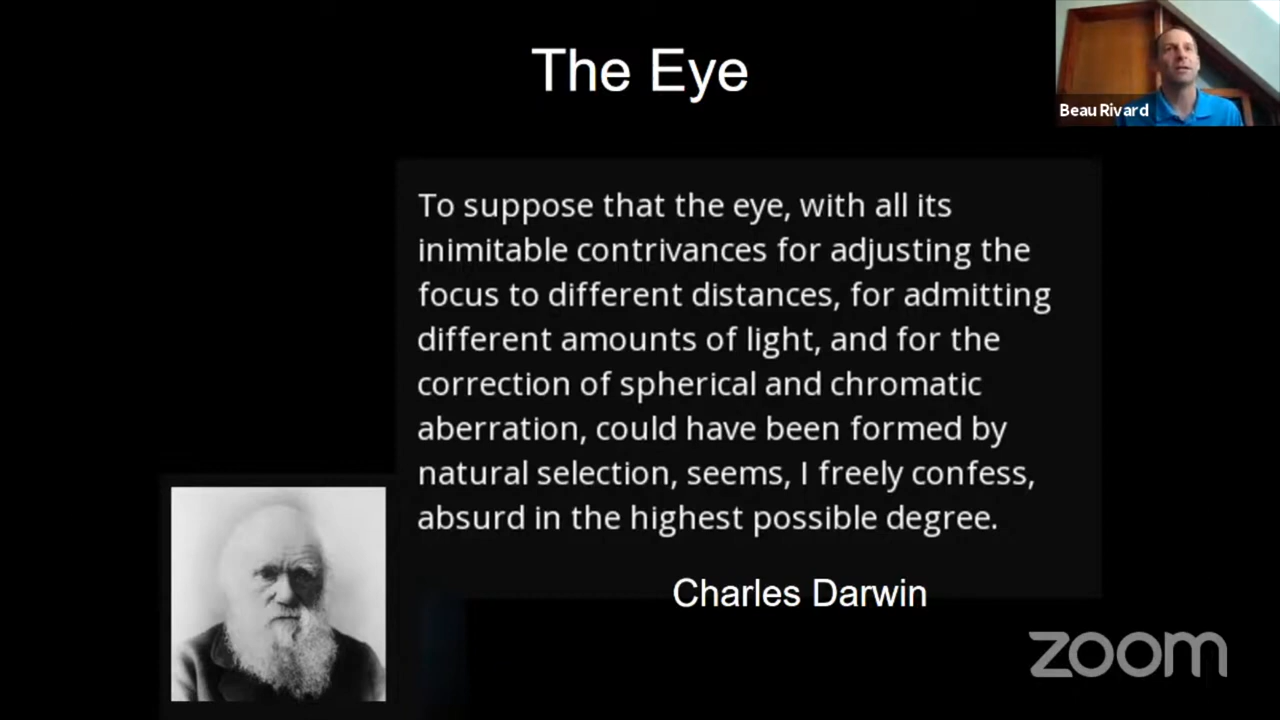 The Eye
Beau Rivard
To suppose that the eye, with all its
inimitable contrivances for adjusting the
focus to different distances, for admitting
different amounts of light, and for the
correction of spherical and chromatic
aberration, could have been formed by
natural selection, seems, I freely confess,
absurd in the highest possible degree.
Charles Darwin
zoom